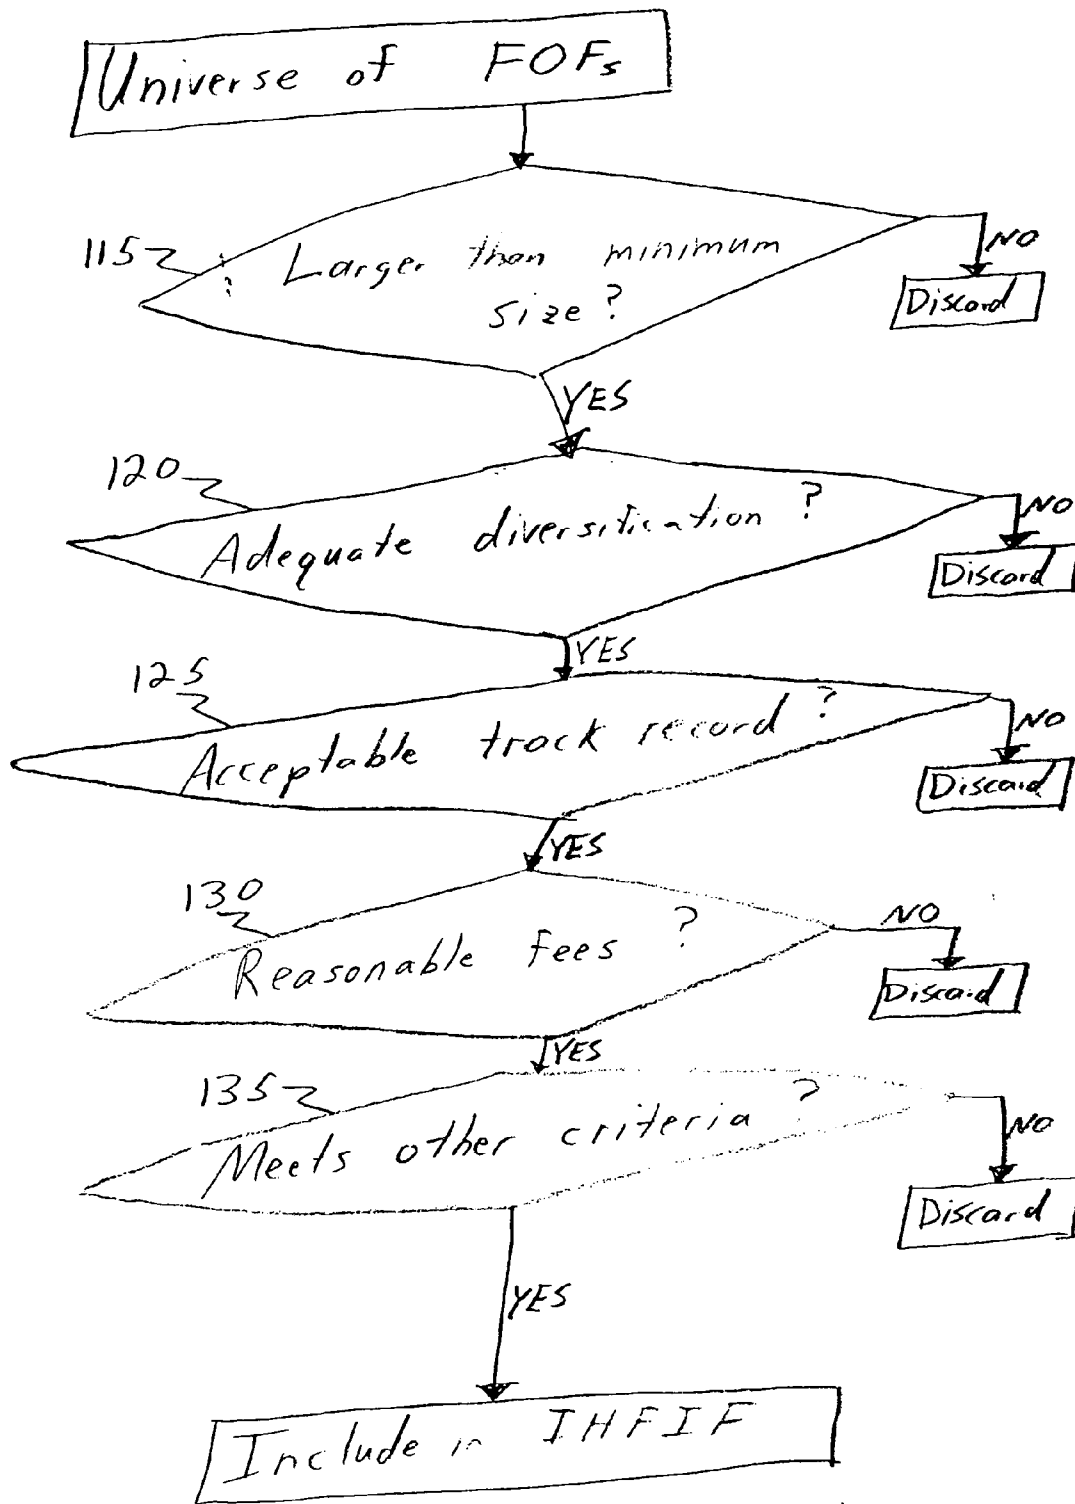 Universe of FOFs
115
Larger than minimum
size?
NO
Discard
YES
120
Adequate diversification?
NO
Discard
YES
125
Acceptable track record?
NO
Discard
YES
130
Reasonable fees?
NO
Discard
YES
135
Meets other criteria?
NO
Discard
YES
Include in IHFIF